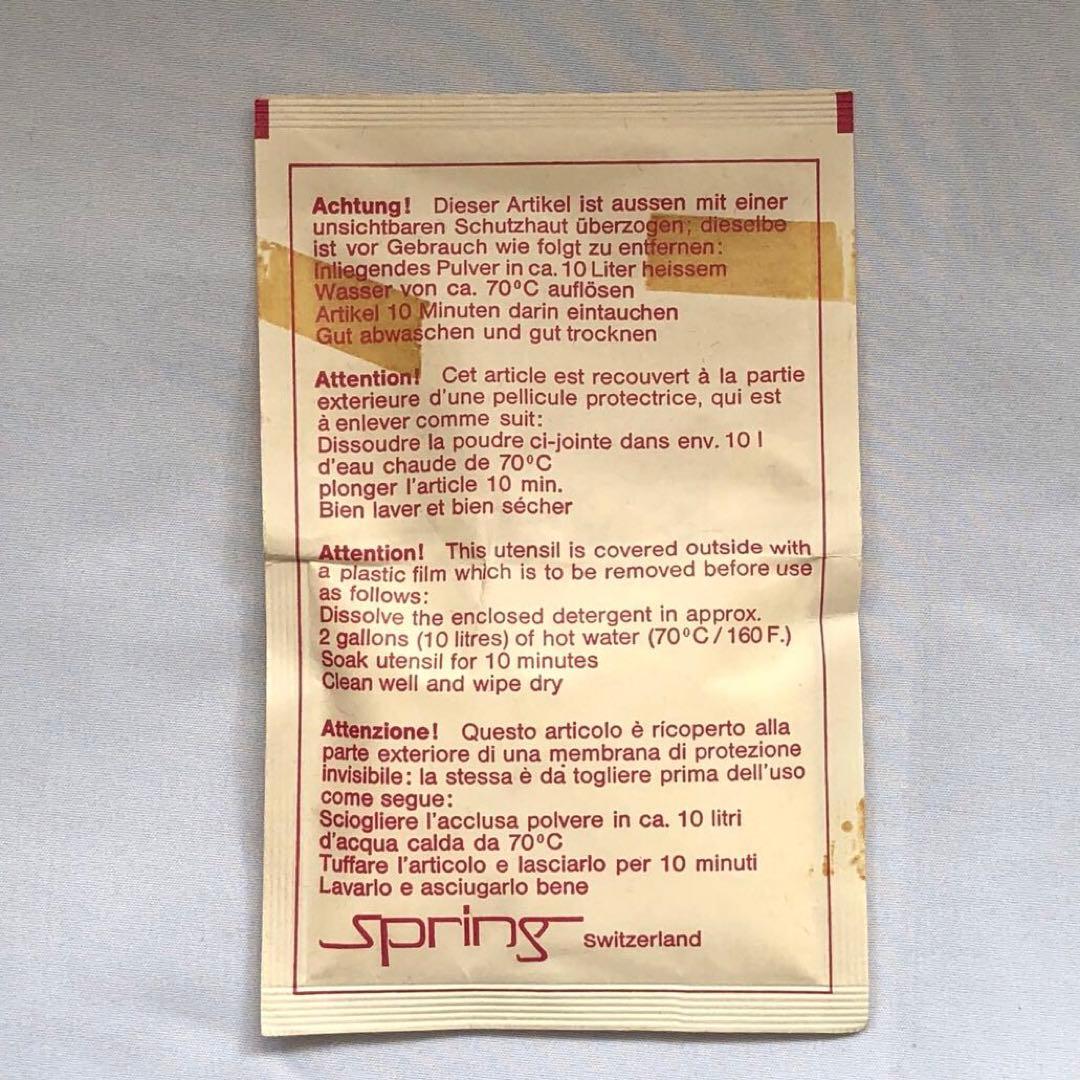 Achtung! Dieser Artikel ist aussen mit einer
unsichtbaren Schutzhaut überzogen; dieselbe
ist vor Gebrauch wie folgt zu entfernen:
Inliegendes Pulver in ca. 10 Liter heissem
Wasser von ca. 70°C auflösen
Artikel 10 Minuten darin eintauchen
Gut abwaschen und gut trocknen
Attention! Cet article est recouvert à la partie
exterieure d'une pellicule protectrice, qui est
à enlever comme suit:
Dissoudre la poudre ci-jointe dans env. 10 l
d'eau chaude de 70°C
plonger l'article 10 min.
Bien laver et bien sécher
Attention! This utensil is covered outside with
a plastic film which is to be removed before use
as follows:
Dissolve the enclosed detergent in approx.
2 gallons (10 litres) of hot water (70°C/160 F.)
Soak utensil for 10 minutes
Clean well and wipe dry
Attenzione! Questo articolo è ricoperto alla
parte exteriore di una membrana di protezione
invisibile: la stessa è da togliere prima dell'uso
come segue:
Sciogliere l'acclusa polvere in ca. 10 litri
d'acqua calda da 70°C
Tuffare l'articolo e lasciarlo per 10 minuti
Lavarlo e asciugarlo bene
spring Switzerland